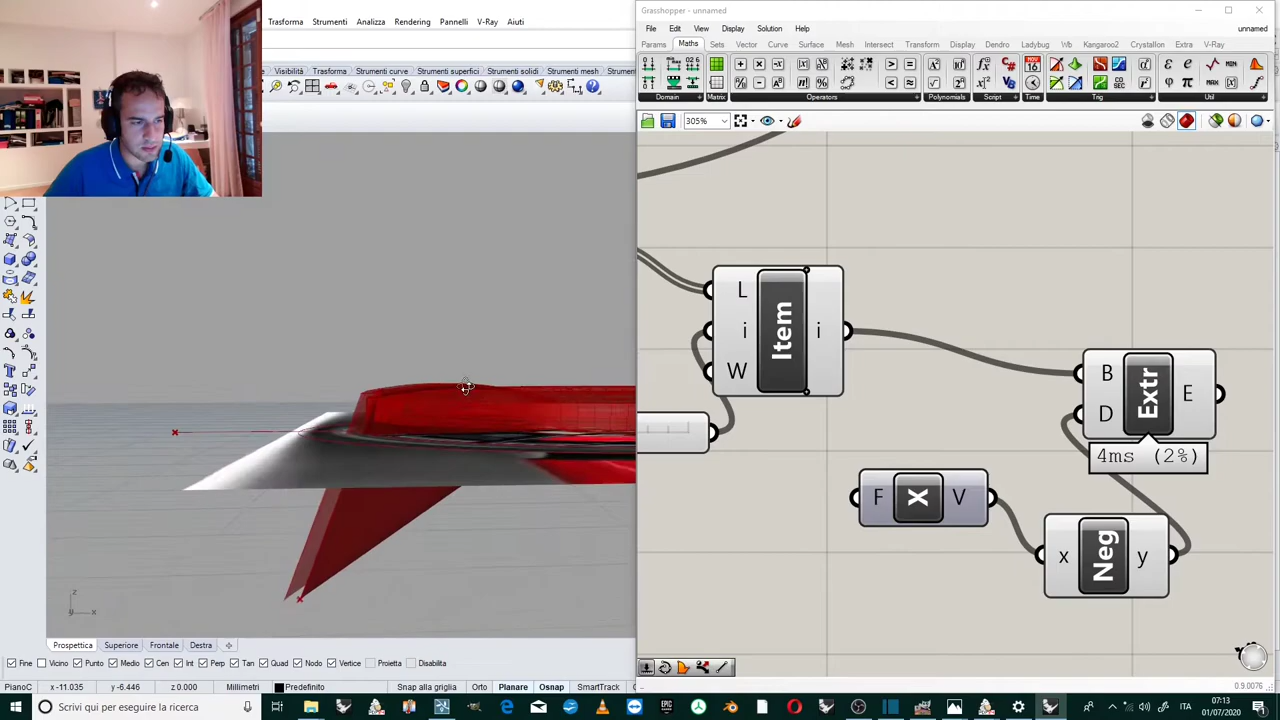 Trasforma Strumenti Analizza Rendering Pannelli V-Ray Aiuti
Visibilità Trasforma Strumenti curve Strumenti superfici Strumenti solidi Strumenti mesh
Grasshopper - unnamed
File Edit View Display Solution Help unnamed
Params Maths Sets Vector Curve Surface Mesh Intersect Transform Display Dendro Ladybug Wb Kangaroo2 Crystallon Extra V-Ray
Domain Matrix Operators Polynomials Script Time Trig Util
305%
L
i
W
Item
i
B
D
Extr
E
4ms (2%)
F X V
x Neg y
z
y x
Prospettica Superiore Frontale Destra
Fine Vicino Punto Medio Cen Int Perp Tan Quad Nodo Vertice Proietta Disabilita
PianoC x -11.035 y -6.446 z 0.000 Millimetri Predefinito Snap alla griglia Orto Planare Osnap SmartTrack
0.9.0076
Scrivi qui per eseguire la ricerca
ITA
07:13
01/07/2020